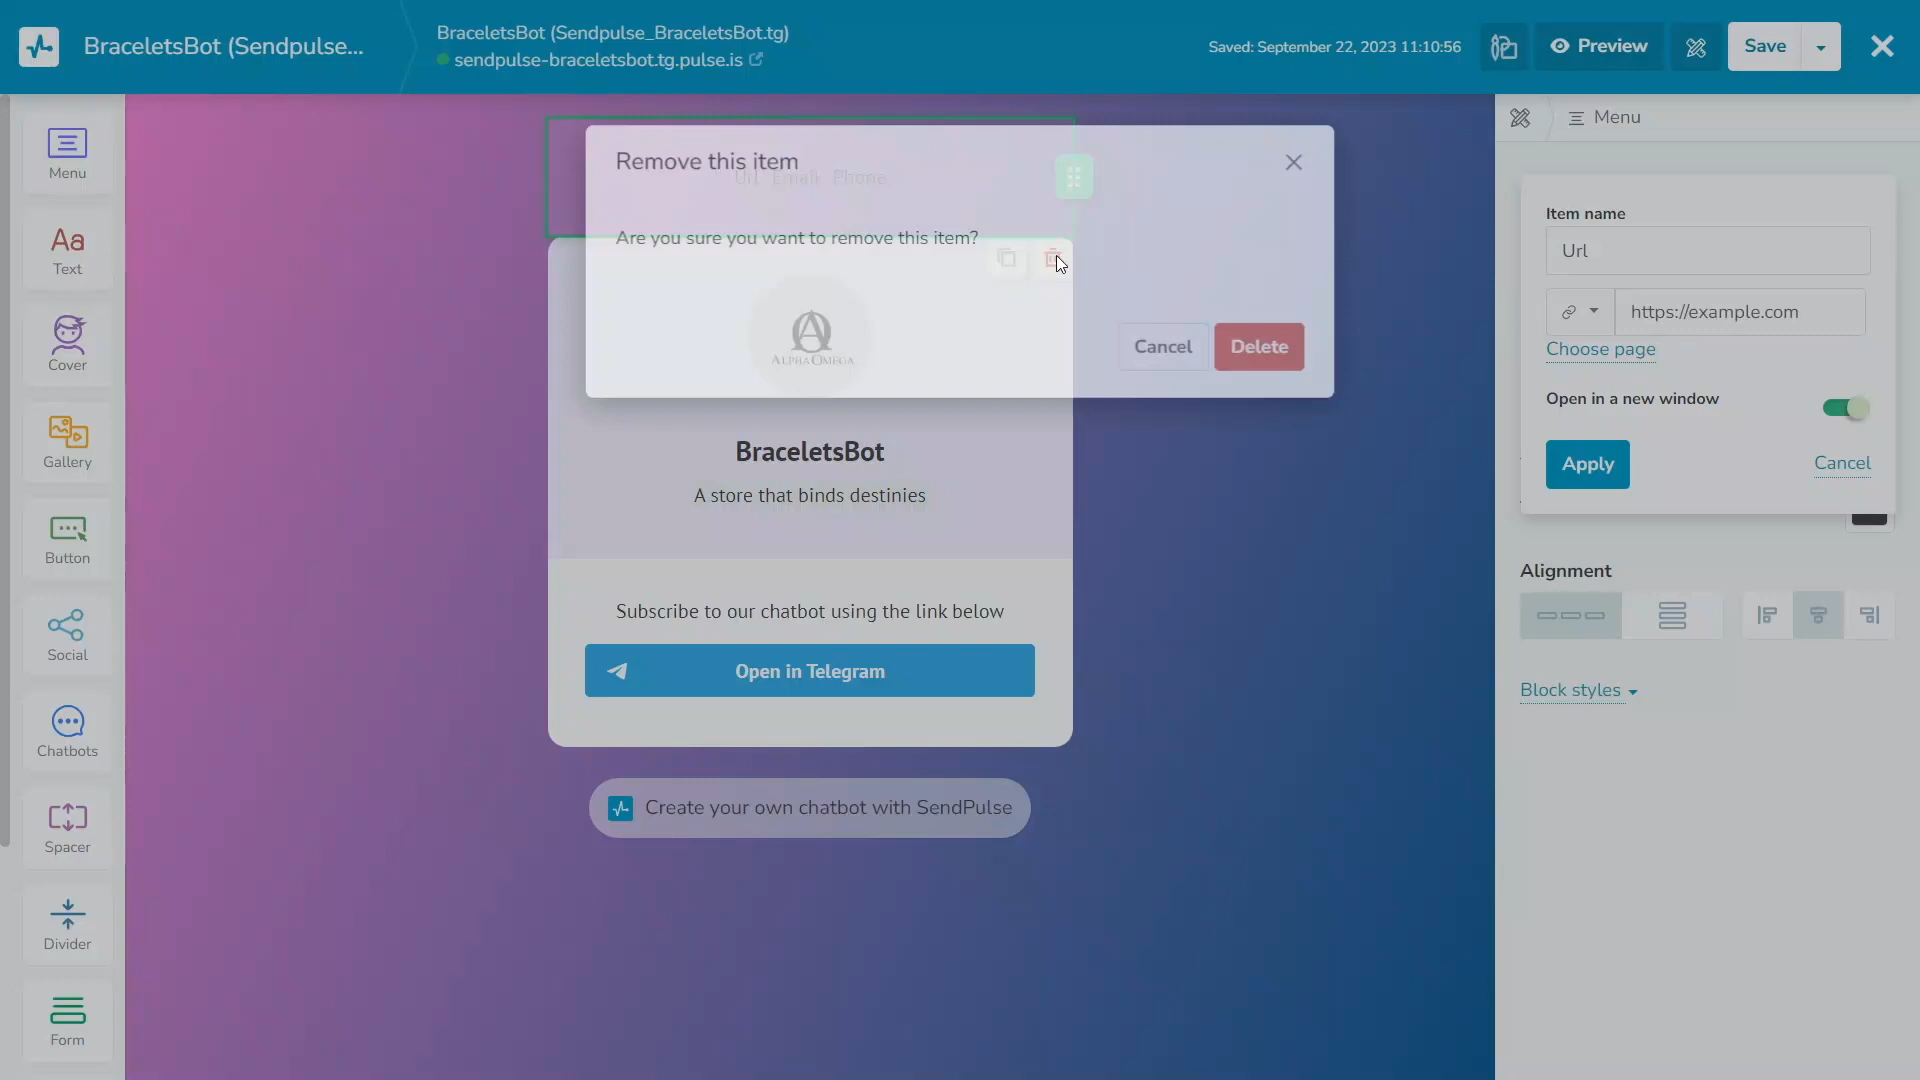 BraceletsBot (Sendpulse...
BraceletsBot (Sendpulse_BraceletsBot.tg)
sendpulse-braceletsbot.tg.pulse.is
Saved: September 22, 2023 11:10:56
Preview
Save
Menu
Text
Cover
Gallery
Button
Social
Chatbots
Spacer
Divider
Form
Remove this item
Url Email Phone
Are you sure you want to remove this item?
Cancel
Delete
ALPHA OMEGA
BraceletsBot
A store that binds destinies
Subscribe to our chatbot using the link below
Open in Telegram
Create your own chatbot with SendPulse
Menu
Item name
Url
https://example.com
Choose page
Open in a new window
Apply
Cancel
Alignment
Block styles